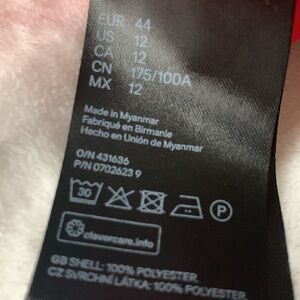 EUR 44
US 12
CA 12
CN 175/100A
MX 12
Made in Myanmar
Fabriqué en Birmanie
Hecho en Unión de Myanmar
O/N 431636
P/N 0702623 9
30 P
clevercare.info
GB SHELL: 100% POLYESTER
CZ SVRCHNÍ LÁTKA: 100% POLYESTER